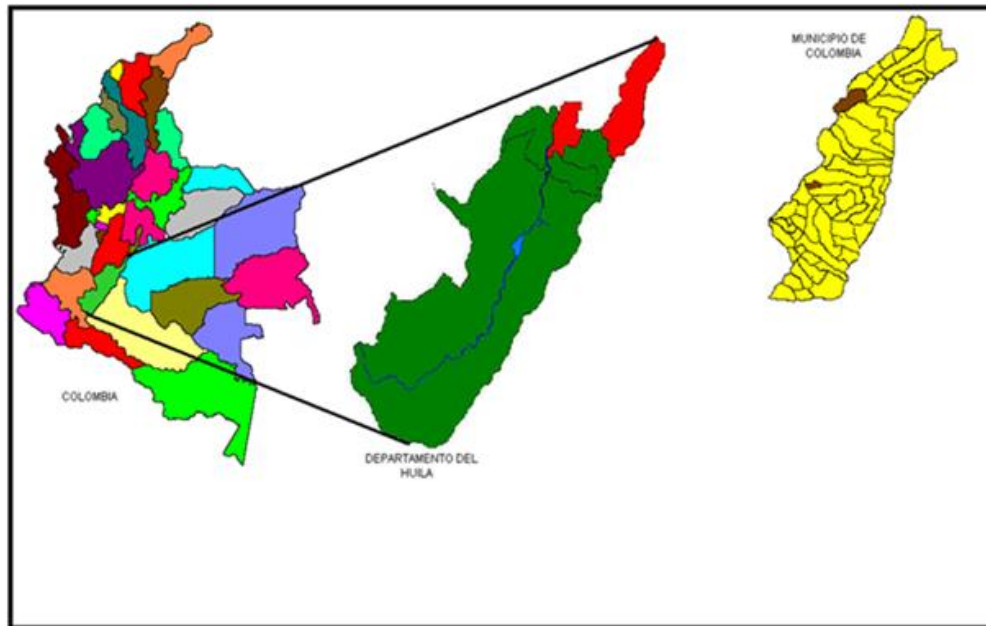 MUNICIPIO DE
COLOMBIA
COLOMBIA
DEPARTAMENTO DEL
HUILA